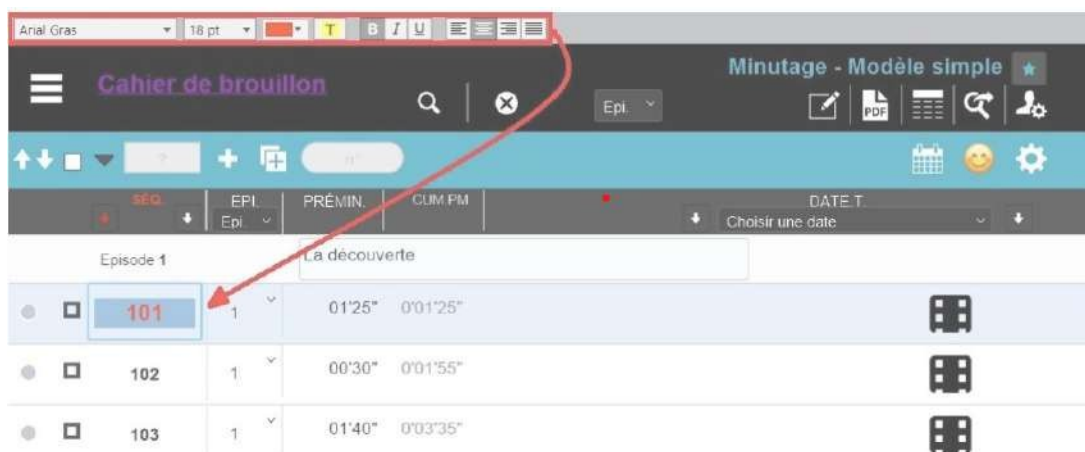 Arial Gras 18 pt T B I U
Cahier de brouillon
Minutage - Modèle simple
Epi.
PDF
?
n°
SÉQ. EPI. PRÉMIN. CUM.PM DATE.T.
Epi. Choisir une date
Episode 1 La découverte
101 1 01'25" 0'01'25"
102 1 00'30" 0'01'55"
103 1 01'40" 0'03'35"